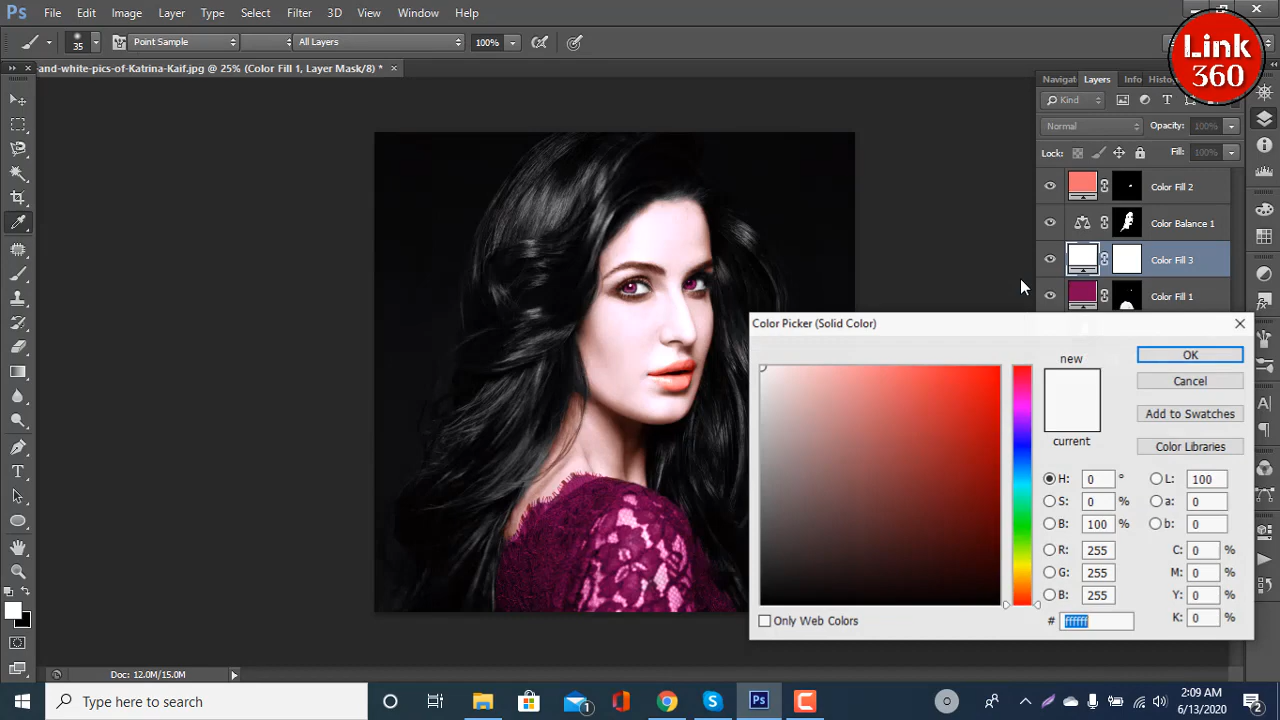 Ps File Edit Image Layer Type Select Filter 3D View Window Help
Link
360
35 Point Sample All Layers 100%
-and-white-pics-of-Katrina-Kaif.jpg @ 25% (Color Fill 1, Layer Mask/8) *
Navigat Layers Info Histog
Kind T
Normal Opacity: 100%
Lock: Fill: 100%
Color Fill 2
Color Balance 1
Color Fill 3
Color Fill 1
Color Picker (Solid Color)
new
current
OK
Cancel
Add to Swatches
Color Libraries
H: 0 ° L: 100
S: 0 % a: 0
B: 100 % b: 0
R: 255 C: 0 %
G: 255 M: 0 %
B: 255 Y: 0 %
# ffffff K: 0 %
Only Web Colors
Doc: 12.0M/15.0M
Type here to search
1
Ps
2:09 AM
6/13/2020
2